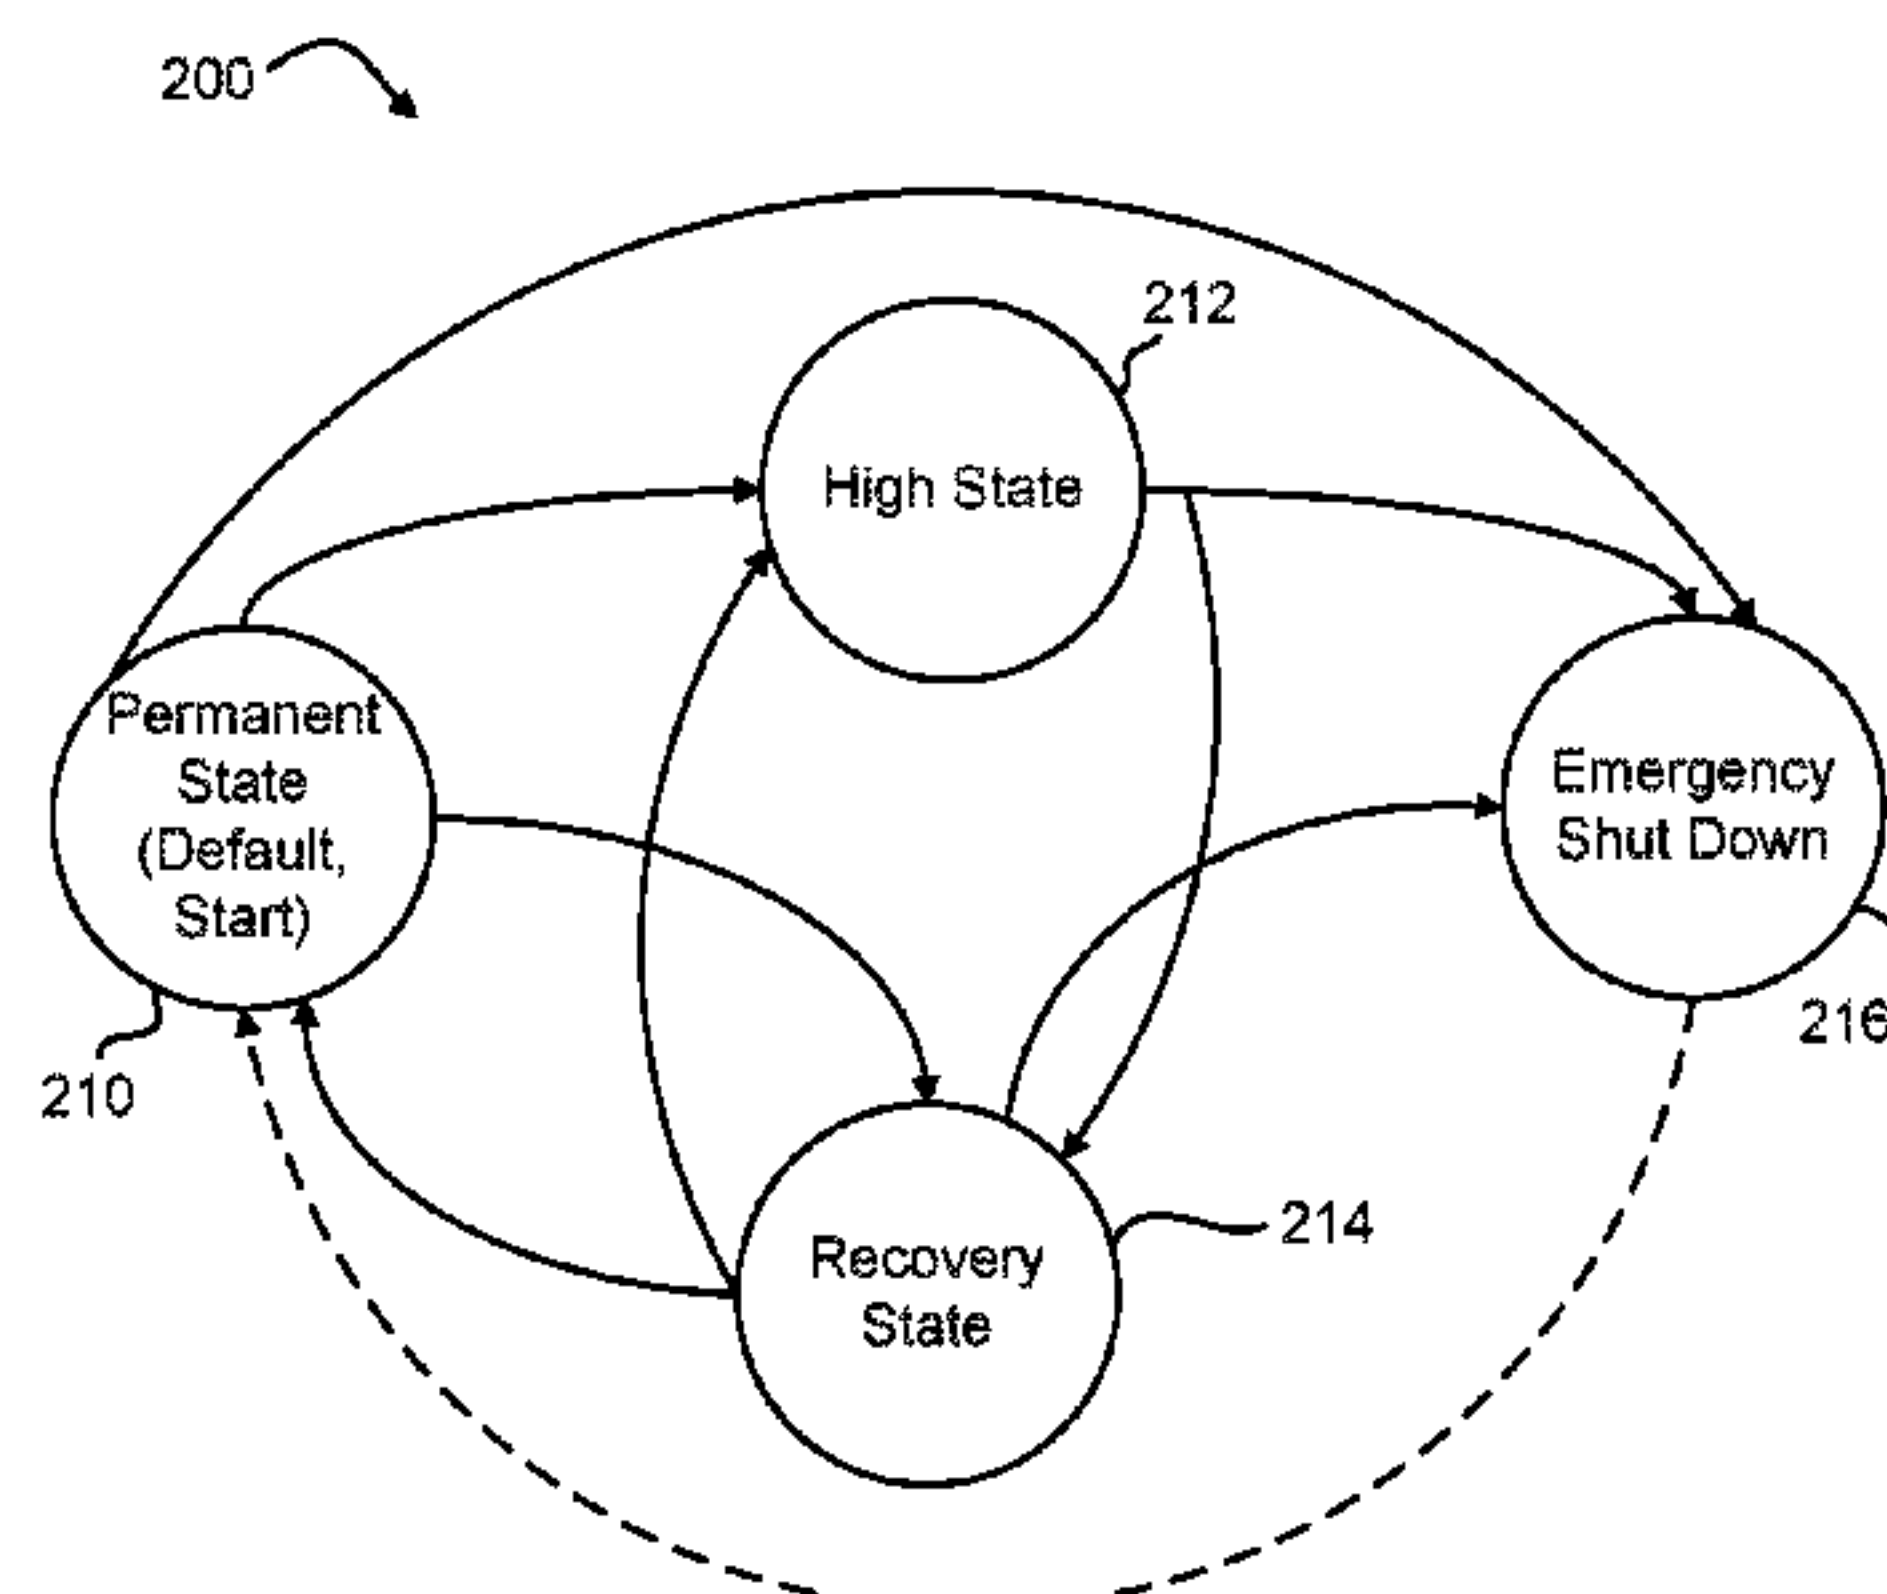 200
212
High State
Permanent
State
(Default,
Start)
Emergency
Shut Down
216
210
214
Recovery
State